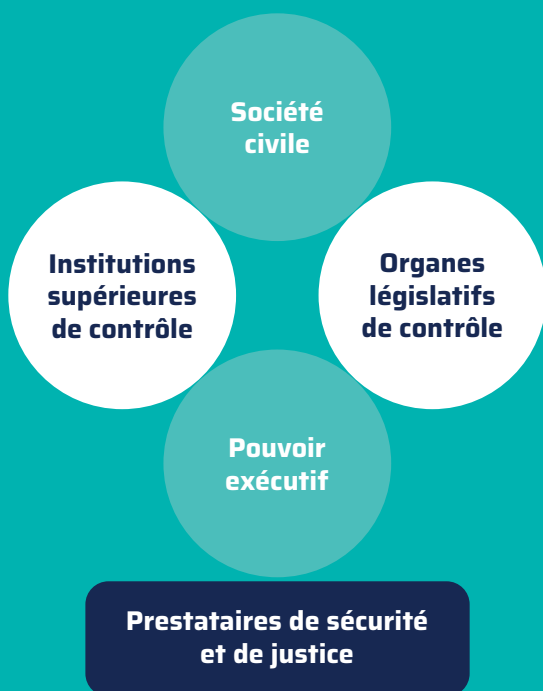 Société
civile
Institutions
supérieures
de contrôle
Organes
législatifs
de contrôle
Pouvoir
exécutif
Prestataires de sécurité
et de justice